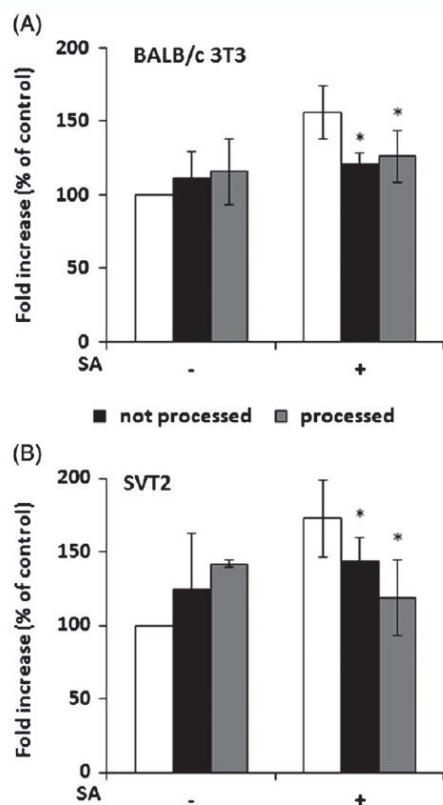 (A)
BALB/c 3T3
Fold increase (% of control)
200
150
100
50
0
* *
SA - +
not processed processed
(B)
SVT2
Fold increase (% of control)
200
150
100
50
0
* *
SA - +